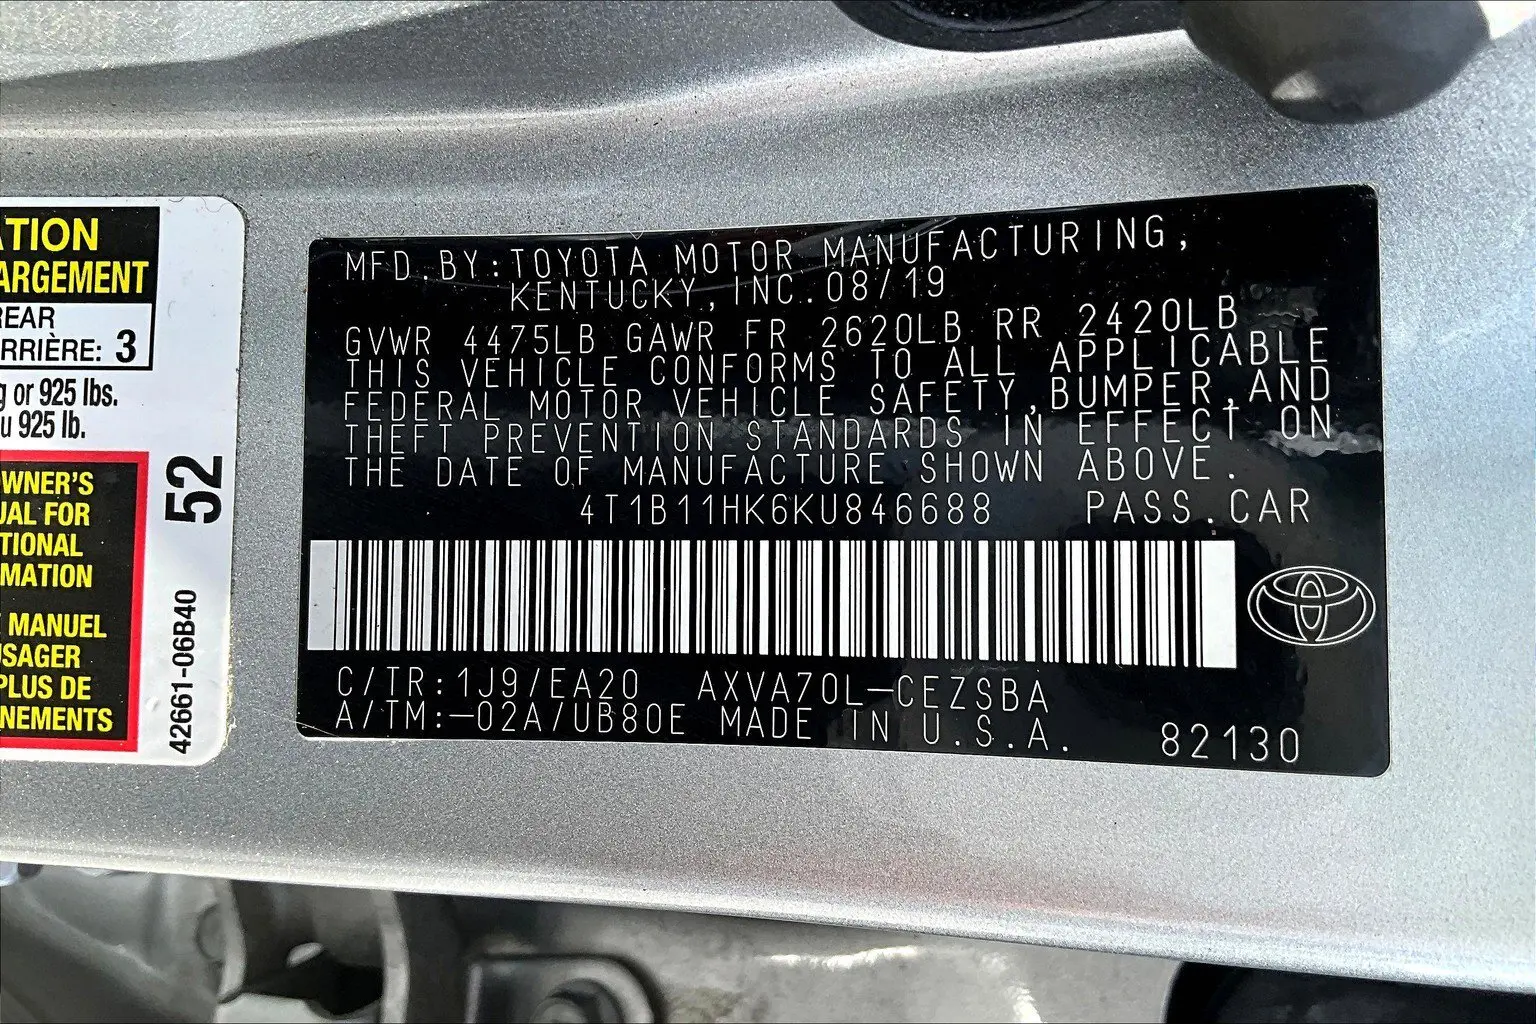 ATION
ARGEMENT
REAR
ARRIÈRE: 3
g or 925 lbs.
u 925 lb.
OWNER'S
UAL FOR
TIONAL
MATION
MANUEL
USAGER
PLUS DE
NEMENTS
52
42661-06B40
MFD.BY:TOYOTA MOTOR MANUFACTURING,
KENTUCKY, INC. 08/19
GVWR 4475LB GAWR FR 2620LB RR 2420LB
THIS VEHICLE CONFORMS TO ALL APPLICABLE
FEDERAL MOTOR VEHICLE SAFETY,BUMPER,AND
THEFT PREVENTION STANDARDS IN EFFECT ON
THE DATE OF MANUFACTURE SHOWN ABOVE.
4T1B11HK6KU846688 PASS.CAR
C/TR:1J9/EA20 AXVA70L-CEZSBA
A/TM:-02A/UB80E MADE IN U.S.A. 82130